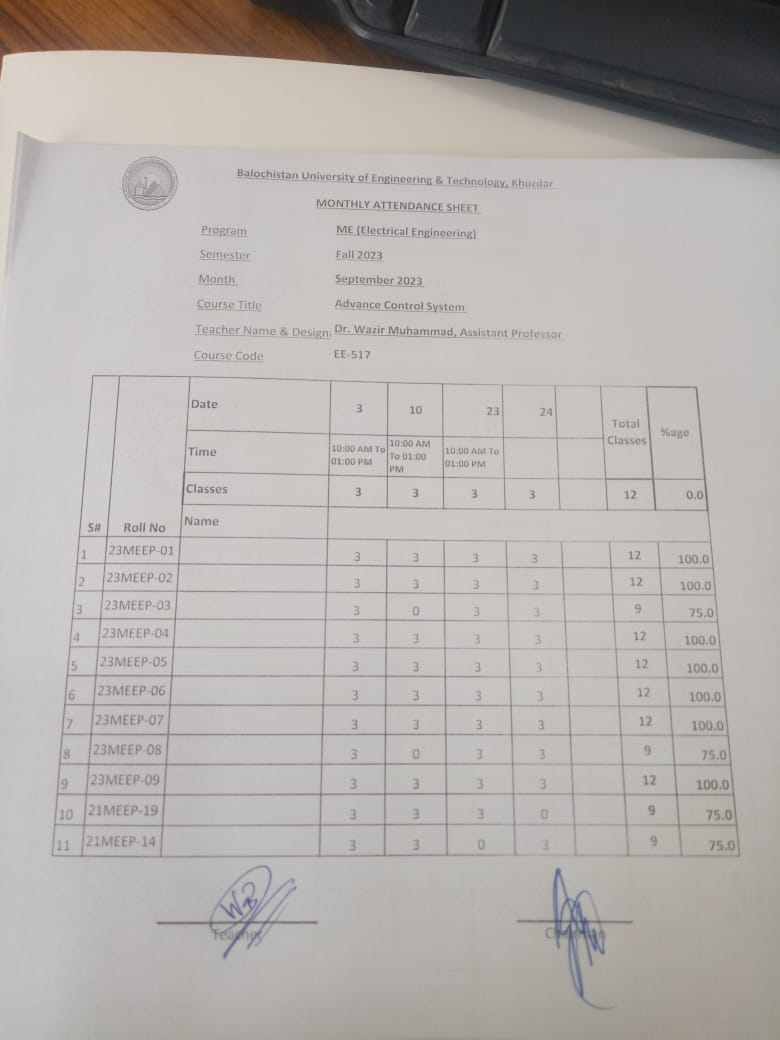 Balochistan University of Engineering & Technology, Khuzdar
MONTHLY ATTENDANCE SHEET
Program ME (Electrical Engineering)
Semester Fall 2023
Month September 2023
Course Title Advance Control System
Teacher Name & Design: Dr. Wazir Muhammad, Assistant Professor
Course Code EE-517
S# Roll No Date 3 10 23 24 Total Classes %age
Time 10:00 AM To 01:00 PM 10:00 AM To 01:00 PM 10:00 AM To 01:00 PM
Classes 3 3 3 3 12 0.0
Name
1 23MEEP-01 3 3 3 3 12 100.0
2 23MEEP-02 3 3 3 3 12 100.0
3 23MEEP-03 3 0 3 3 9 75.0
4 23MEEP-04 3 3 3 3 12 100.0
5 23MEEP-05 3 3 3 3 12 100.0
6 23MEEP-06 3 3 3 3 12 100.0
7 23MEEP-07 3 3 3 3 12 100.0
8 23MEEP-08 3 0 3 3 9 75.0
9 23MEEP-09 3 3 3 3 12 100.0
10 21MEEP-19 3 3 3 0 9 75.0
11 21MEEP-14 3 3 0 3 9 75.0
WB
Teacher Chairman